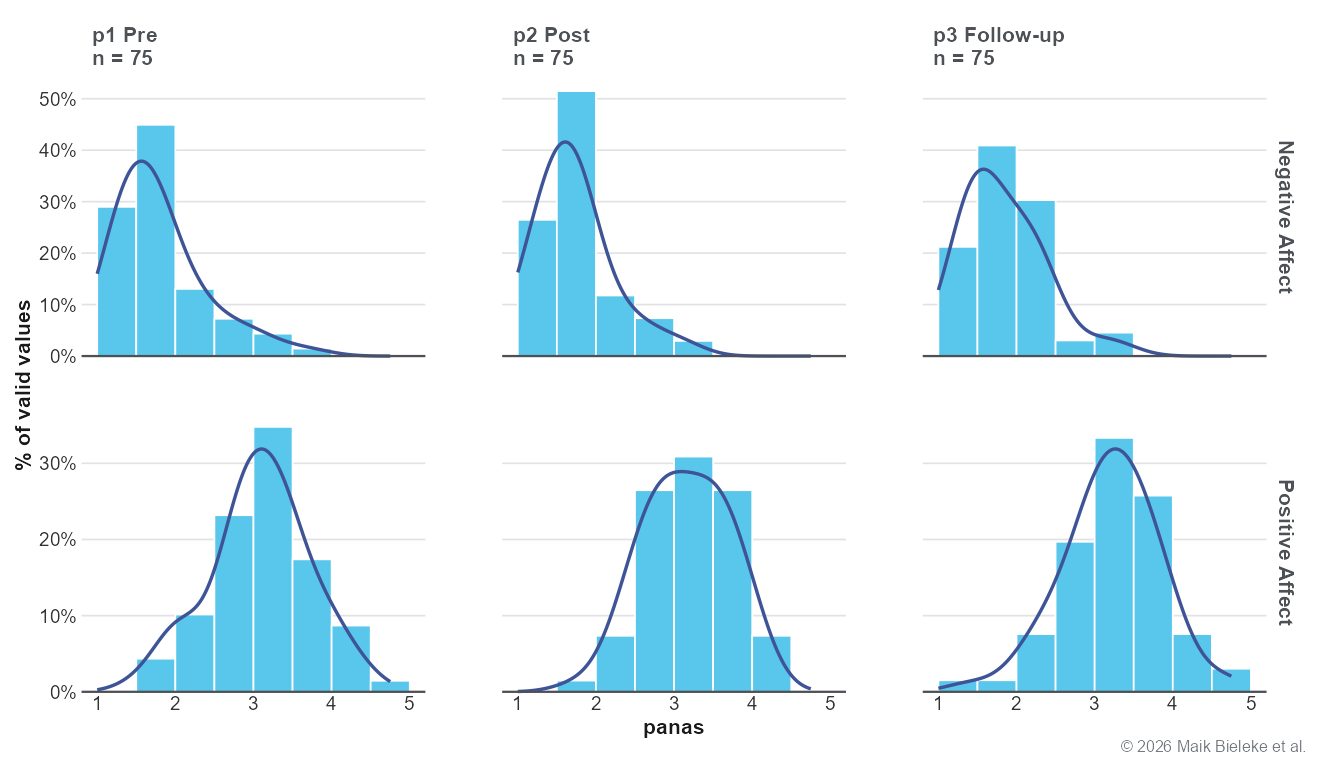 p1 Pre
n = 75
p2 Post
n = 75
p3 Follow-up
n = 75
50%
40%
30%
20%
10%
0%
Negative Affect
% of valid values
30%
20%
10%
0%
Positive Affect
1 2 3 4 5
1 2 3 4 5
1 2 3 4 5
panas
© 2026 Maik Bieleke et al.